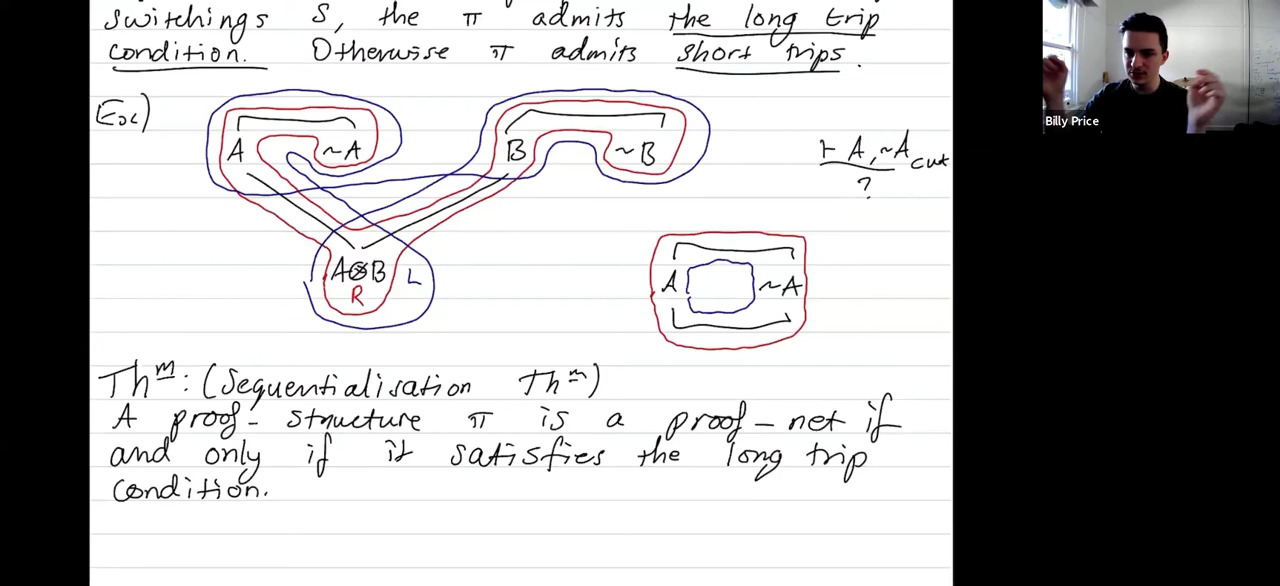 switchings S, the π admits the long trip
condition. Otherwise π admits short trips.
Ex)
A ~A B ~B
⊢ A, ~A cut
?
A⊗B L
R
A ~A
Thᵐ: (Sequentialisation Thᵐ)
A proof-structure π is a proof-net if
and only if it satisfies the long trip
condition.
Billy Price